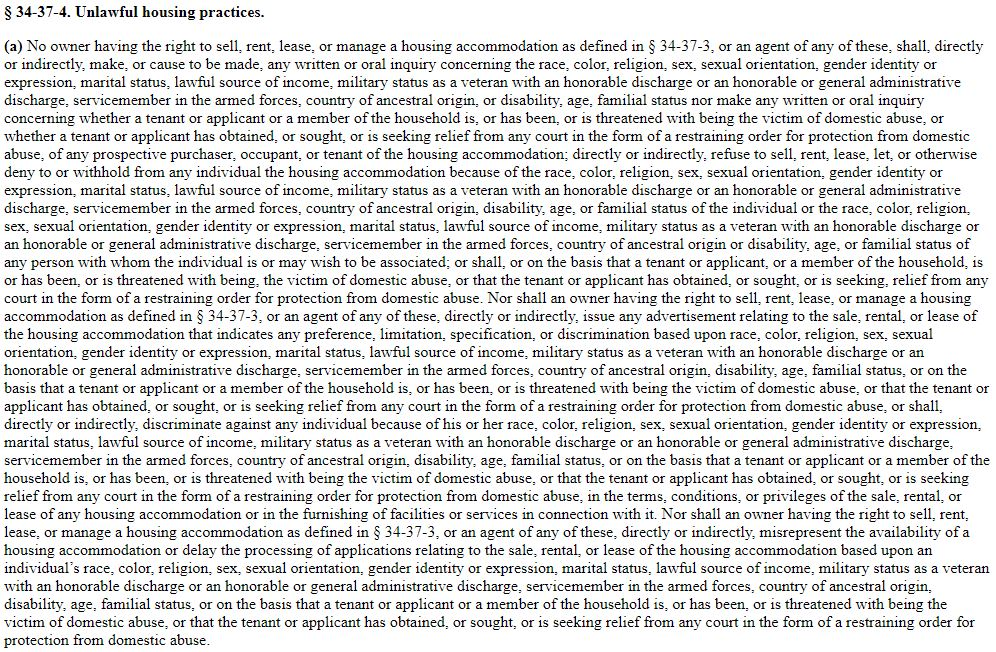 § 34-37-4. Unlawful housing practices.
(a) No owner having the right to sell, rent, lease, or manage a housing accommodation as defined in § 34-37-3, or an agent of any of these, shall, directly
or indirectly, make, or cause to be made, any written or oral inquiry concerning the race, color, religion, sex, sexual orientation, gender identity or
expression, marital status, lawful source of income, military status as a veteran with an honorable discharge or an honorable or general administrative
discharge, servicemember in the armed forces, country of ancestral origin, or disability, age, familial status nor make any written or oral inquiry
concerning whether a tenant or applicant or a member of the household is, or has been, or is threatened with being the victim of domestic abuse, or
whether a tenant or applicant has obtained, or sought, or is seeking relief from any court in the form of a restraining order for protection from domestic
abuse, of any prospective purchaser, occupant, or tenant of the housing accommodation; directly or indirectly, refuse to sell, rent, lease, let, or otherwise
deny to or withhold from any individual the housing accommodation because of the race, color, religion, sex, sexual orientation, gender identity or
expression, marital status, lawful source of income, military status as a veteran with an honorable discharge or an honorable or general administrative
discharge, servicemember in the armed forces, country of ancestral origin, disability, age, or familial status of the individual or the race, color, religion,
sex, sexual orientation, gender identity or expression, marital status, lawful source of income, military status as a veteran with an honorable discharge or
an honorable or general administrative discharge, servicemember in the armed forces, country of ancestral origin or disability, age, or familial status of
any person with whom the individual is or may wish to be associated; or shall, or on the basis that a tenant or applicant, or a member of the household, is
or has been, or is threatened with being, the victim of domestic abuse, or that the tenant or applicant has obtained, or sought, or is seeking, relief from any
court in the form of a restraining order for protection from domestic abuse. Nor shall an owner having the right to sell, rent, lease, or manage a housing
accommodation as defined in § 34-37-3, or an agent of any of these, directly or indirectly, issue any advertisement relating to the sale, rental, or lease of
the housing accommodation that indicates any preference, limitation, specification, or discrimination based upon race, color, religion, sex, sexual
orientation, gender identity or expression, marital status, lawful source of income, military status as a veteran with an honorable discharge or an
honorable or general administrative discharge, servicemember in the armed forces, country of ancestral origin, disability, age, familial status, or on the
basis that a tenant or applicant or a member of the household is, or has been, or is threatened with being the victim of domestic abuse, or that the tenant or
applicant has obtained, or sought, or is seeking relief from any court in the form of a restraining order for protection from domestic abuse, or shall,
directly or indirectly, discriminate against any individual because of his or her race, color, religion, sex, sexual orientation, gender identity or expression,
marital status, lawful source of income, military status as a veteran with an honorable discharge or an honorable or general administrative discharge,
servicemember in the armed forces, country of ancestral origin, disability, age, familial status, or on the basis that a tenant or applicant or a member of the
household is, or has been, or is threatened with being the victim of domestic abuse, or that the tenant or applicant has obtained, or sought, or is seeking
relief from any court in the form of a restraining order for protection from domestic abuse, in the terms, conditions, or privileges of the sale, rental, or
lease of any housing accommodation or in the furnishing of facilities or services in connection with it. Nor shall an owner having the right to sell, rent,
lease, or manage a housing accommodation as defined in § 34-37-3, or an agent of any of these, directly or indirectly, misrepresent the availability of a
housing accommodation or delay the processing of applications relating to the sale, rental, or lease of the housing accommodation based upon an
individual’s race, color, religion, sex, sexual orientation, gender identity or expression, marital status, lawful source of income, military status as a veteran
with an honorable discharge or an honorable or general administrative discharge, servicemember in the armed forces, country of ancestral origin,
disability, age, familial status, or on the basis that a tenant or applicant or a member of the household is, or has been, or is threatened with being the
victim of domestic abuse, or that the tenant or applicant has obtained, or sought, or is seeking relief from any court in the form of a restraining order for
protection from domestic abuse.